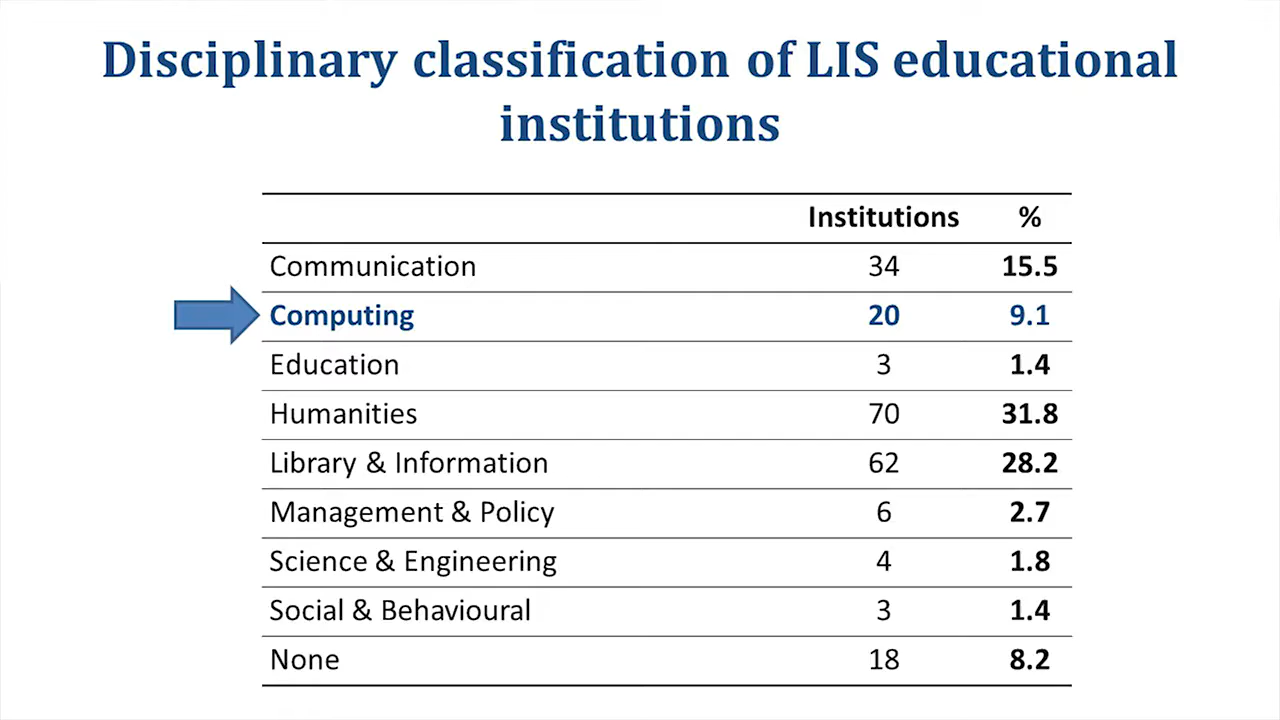 Disciplinary classification of LIS educational
institutions
Institutions %
Communication 34 15.5
Computing 20 9.1
Education 3 1.4
Humanities 70 31.8
Library & Information 62 28.2
Management & Policy 6 2.7
Science & Engineering 4 1.8
Social & Behavioural 3 1.4
None 18 8.2